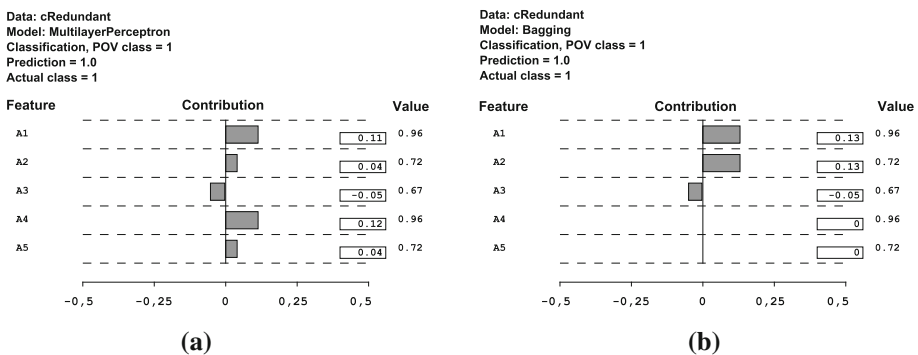 Data: cRedundant
Model: MultilayerPerceptron
Classification, POV class = 1
Prediction = 1.0
Actual class = 1
Feature Contribution Value
A1 0.11 0.96
A2 0.04 0.72
A3 -0.05 0.67
A4 0.12 0.96
A5 0.04 0.72
-0,5 -0,25 0 0,25 0,5
(a)
Data: cRedundant
Model: Bagging
Classification, POV class = 1
Prediction = 1.0
Actual class = 1
Feature Contribution Value
A1 0.13 0.96
A2 0.13 0.72
A3 -0.05 0.67
A4 0 0.96
A5 0 0.72
-0,5 -0,25 0 0,25 0,5
(b)